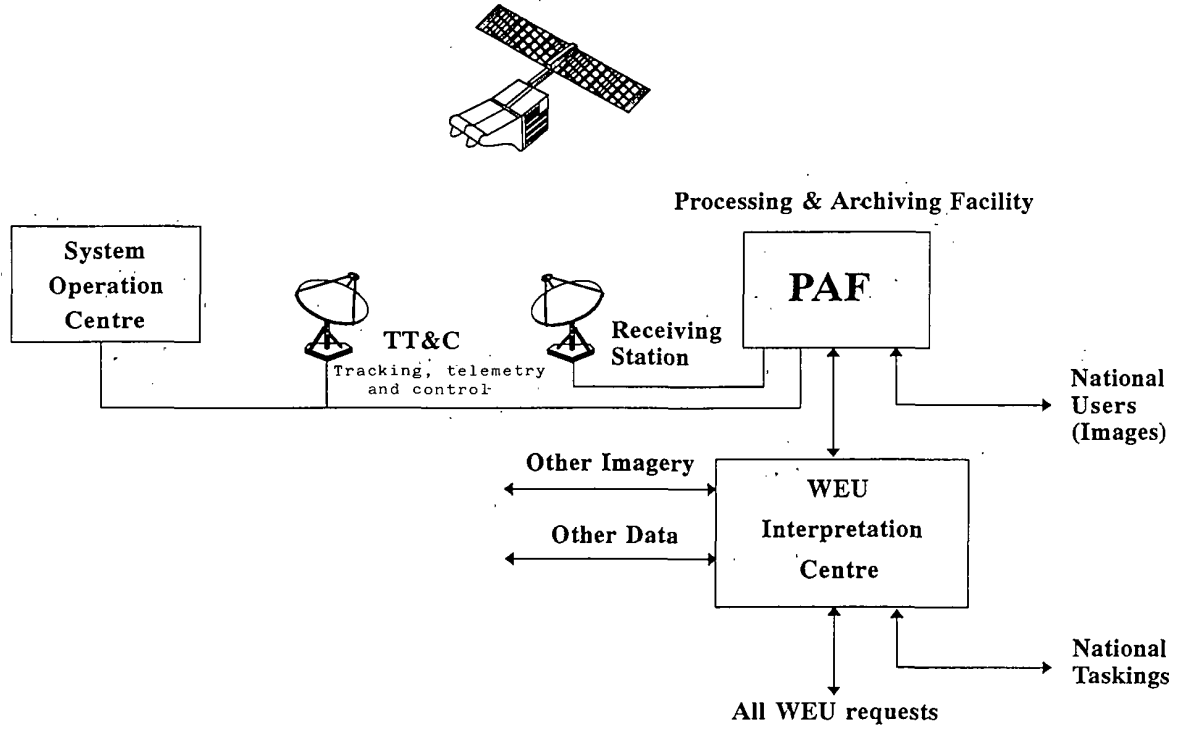 Processing & Archiving Facility
System
Operation
Centre
PAF
TT&C
Tracking, telemetry
and control
Receiving
Station
National
Users
(Images)
Other Imagery
Other Data
WEU
Interpretation
Centre
National
Taskings
All WEU requests